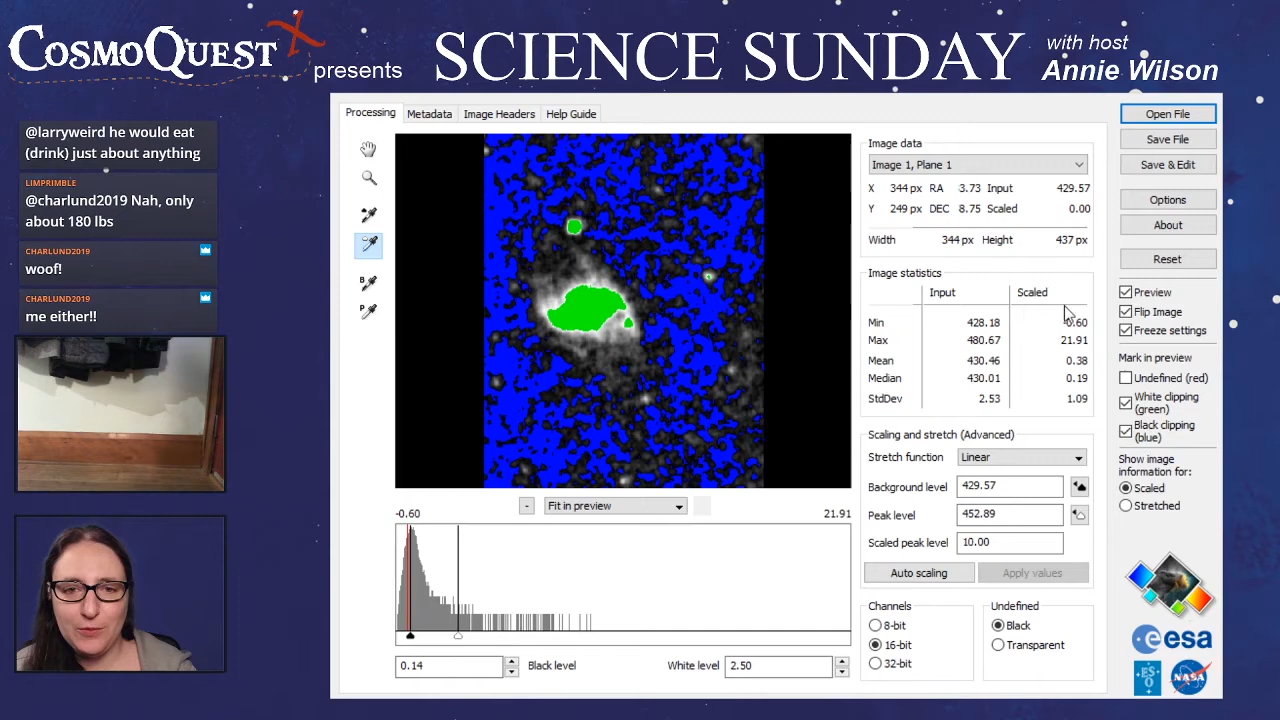 CosmoQuest X
presents
SCIENCE SUNDAY
with host
Annie Wilson
@larryweird he would eat
(drink) just about anything
LIMPRIMBLE
@charlund2019 Nah, only
about 180 lbs
CHARLUND2019
woof!
CHARLUND2019
me either!!
Processing Metadata Image Headers Help Guide
Image data
Image 1, Plane 1
X 344 px RA 3.73 Input 429.57
Y 249 px DEC 8.75 Scaled 0.00
Width 344 px Height 437 px
Image statistics
Input Scaled
Min 428.18 -0.60
Max 480.67 21.91
Mean 430.46 0.38
Median 430.01 0.19
StdDev 2.53 1.09
Scaling and stretch (Advanced)
Stretch function Linear
Background level 429.57
Peak level 452.89
Scaled peak level 10.00
Auto scaling Apply values
Channels
8-bit
16-bit
32-bit
Undefined
Black
Transparent
B
P
- Fit in preview
-0.60 21.91
0.14 Black level White level 2.50
Open File
Save File
Save & Edit
Options
About
Reset
Preview
Flip Image
Freeze settings
Mark in preview
Undefined (red)
White clipping
(green)
Black clipping
(blue)
Show image
information for:
Scaled
Stretched
esa
ES
O
NASA